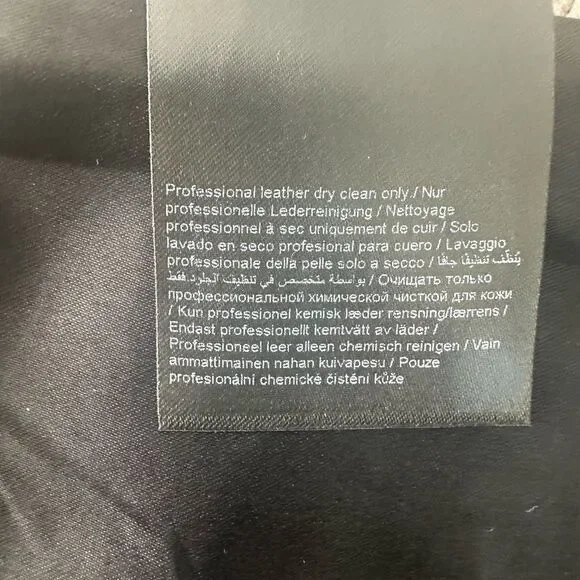 Professional leather dry clean only./ Nur
professionelle Lederreinigung / Nettoyage
professionnel à sec uniquement de cuir / Solo
lavado en seco profesional para cuero / Lavaggio
professionale della pelle solo a secco / يُنظّف تنظيفًا جافًا
بواسطة متخصص في تنظيف الجلود فقط / Очищать только
профессиональной химической чисткой для кожи
/ Kun professionel kemisk læder rensning/lærrens /
Endast professionellt kemtvätt av läder /
Professioneel leer alleen chemisch reinigen / Vain
ammattimainen nahan kuivapesu / Pouze
profesionální chemické čistění kůže